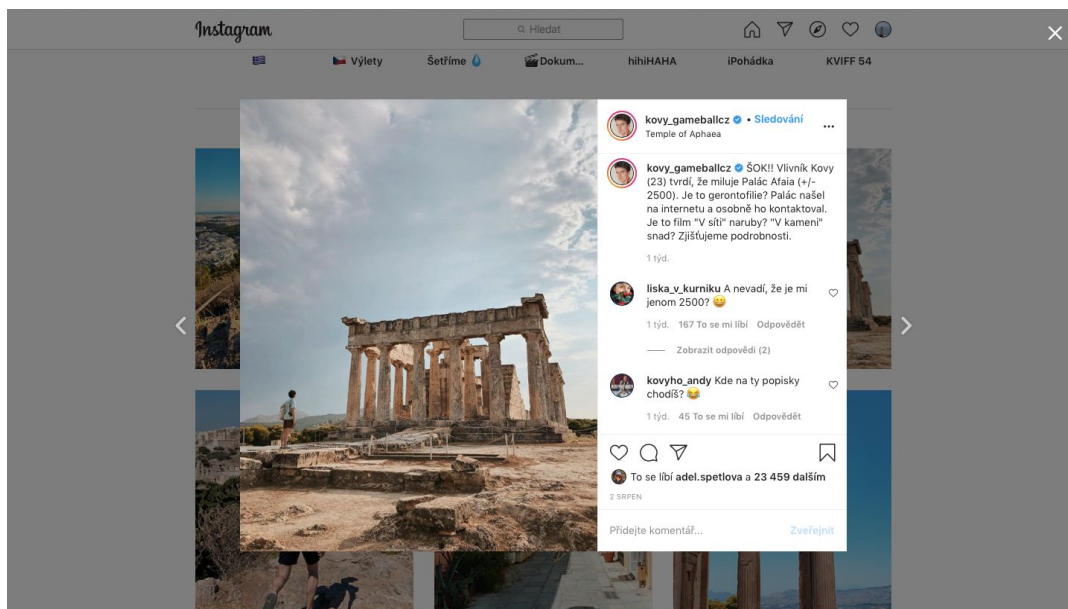 Instagram
Hledat
🇬🇷
🇨🇿 Výlety
Šetříme 💧
🎬Dokum...
hihiHAHA
iPohádka
KVIFF 54
kovy_gameballcz • Sledování
Temple of Aphaea
kovy_gameballcz ŠOK!! Vlivník Kovy
(23) tvrdí, že miluje Palác Afaia (+/-
2500). Je to gerontofilie? Palác našel
na internetu a osobně ho kontaktoval.
Je to film "V síti" naruby? "V kameni"
snad? Zjišťujeme podrobnosti.
1 týd.
liska_v_kurniku A nevadí, že je mi
jenom 2500? 😀
1 týd. 167 To se mi líbí Odpovědět
Zobrazit odpovědi (2)
kovyho_andy Kde na ty popisky
chodíš? 😂
1 týd. 45 To se mi líbí Odpovědět
To se líbí adel.spetlova a 23 459 dalším
2 SRPEN
Přidejte komentář...
Zveřejnit